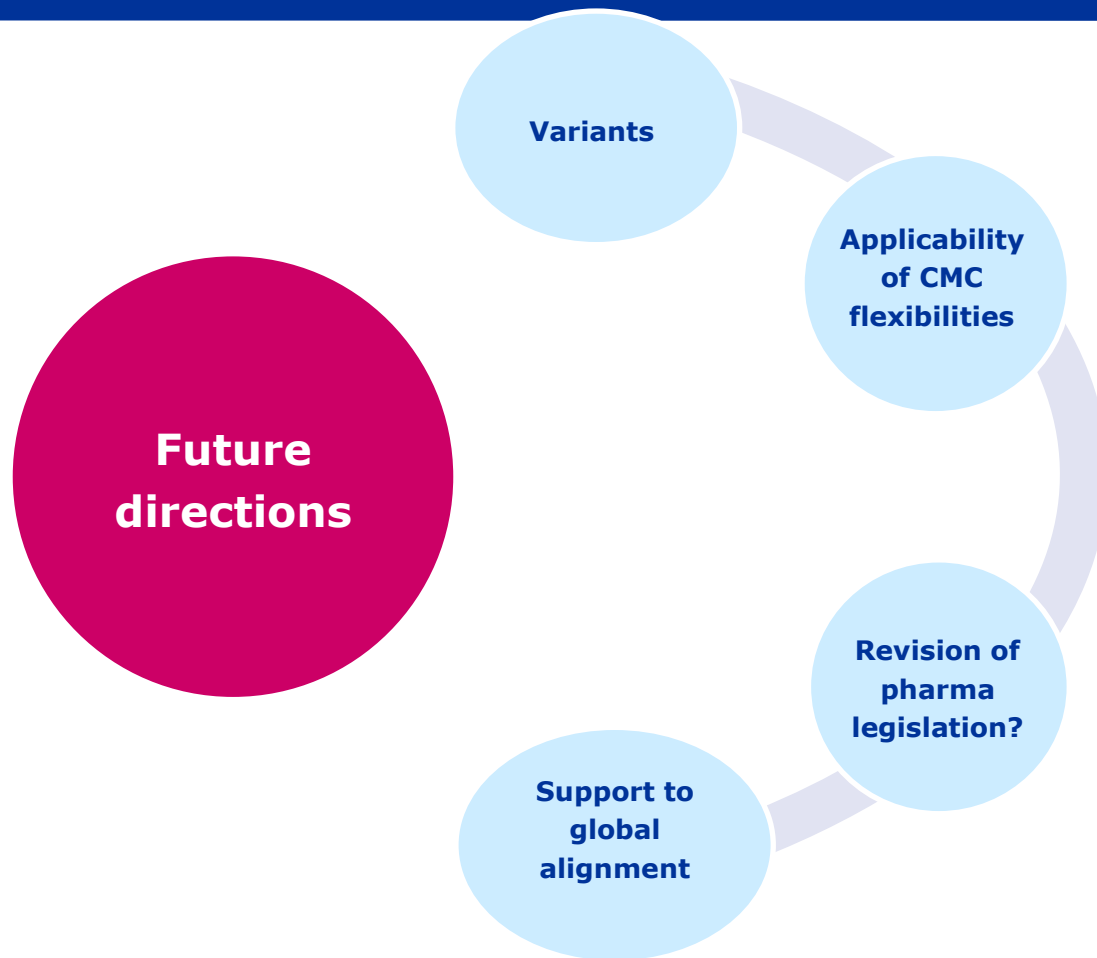 Variants
Applicability
of CMC
flexibilities
Future
directions
Revision of
pharma
legislation?
Support to
global
alignment